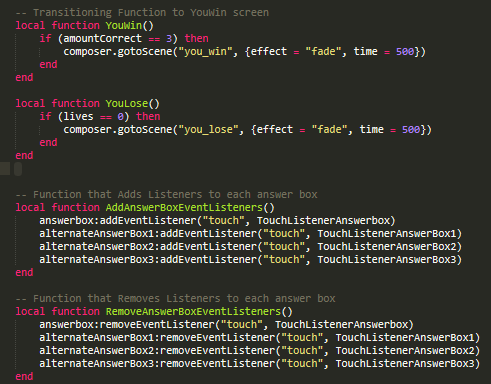 -- Transitioning Function to YouWin screen
local function YouWin()
    if (amountCorrect == 3) then
        composer.gotoScene("you_win", {effect = "fade", time = 500})
    end
end

local function YouLose()
    if (lives == 0) then
        composer.gotoScene("you_lose", {effect = "fade", time = 500})
    end
end

-- Function that Adds Listeners to each answer box
local function AddAnswerBoxEventListeners()
    answerbox:addEventListener("touch", TouchListenerAnswerbox)
    alternateAnswerBox1:addEventListener("touch", TouchListenerAnswerBox1)
    alternateAnswerBox2:addEventListener("touch", TouchListenerAnswerBox2)
    alternateAnswerBox3:addEventListener("touch", TouchListenerAnswerBox3)
end

-- Function that Removes Listeners to each answer box
local function RemoveAnswerBoxEventListeners()
    answerbox:removeEventListener("touch", TouchListenerAnswerbox)
    alternateAnswerBox1:removeEventListener("touch", TouchListenerAnswerBox1)
    alternateAnswerBox2:removeEventListener("touch", TouchListenerAnswerBox2)
    alternateAnswerBox3:removeEventListener("touch", TouchListenerAnswerBox3)
end